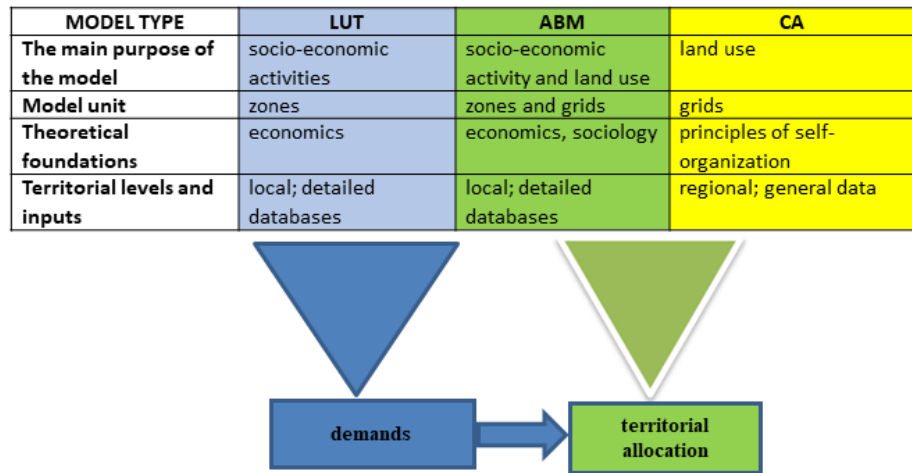 MODEL TYPE LUT ABM CA
The main purpose of socio-economic socio-economic land use
the model activities activity and land use
Model unit zones zones and grids grids
Theoretical economics economics, sociology principles of self-
foundations organization
Territorial levels and local; detailed local; detailed regional; general data
inputs databases databases
demands territorial
allocation